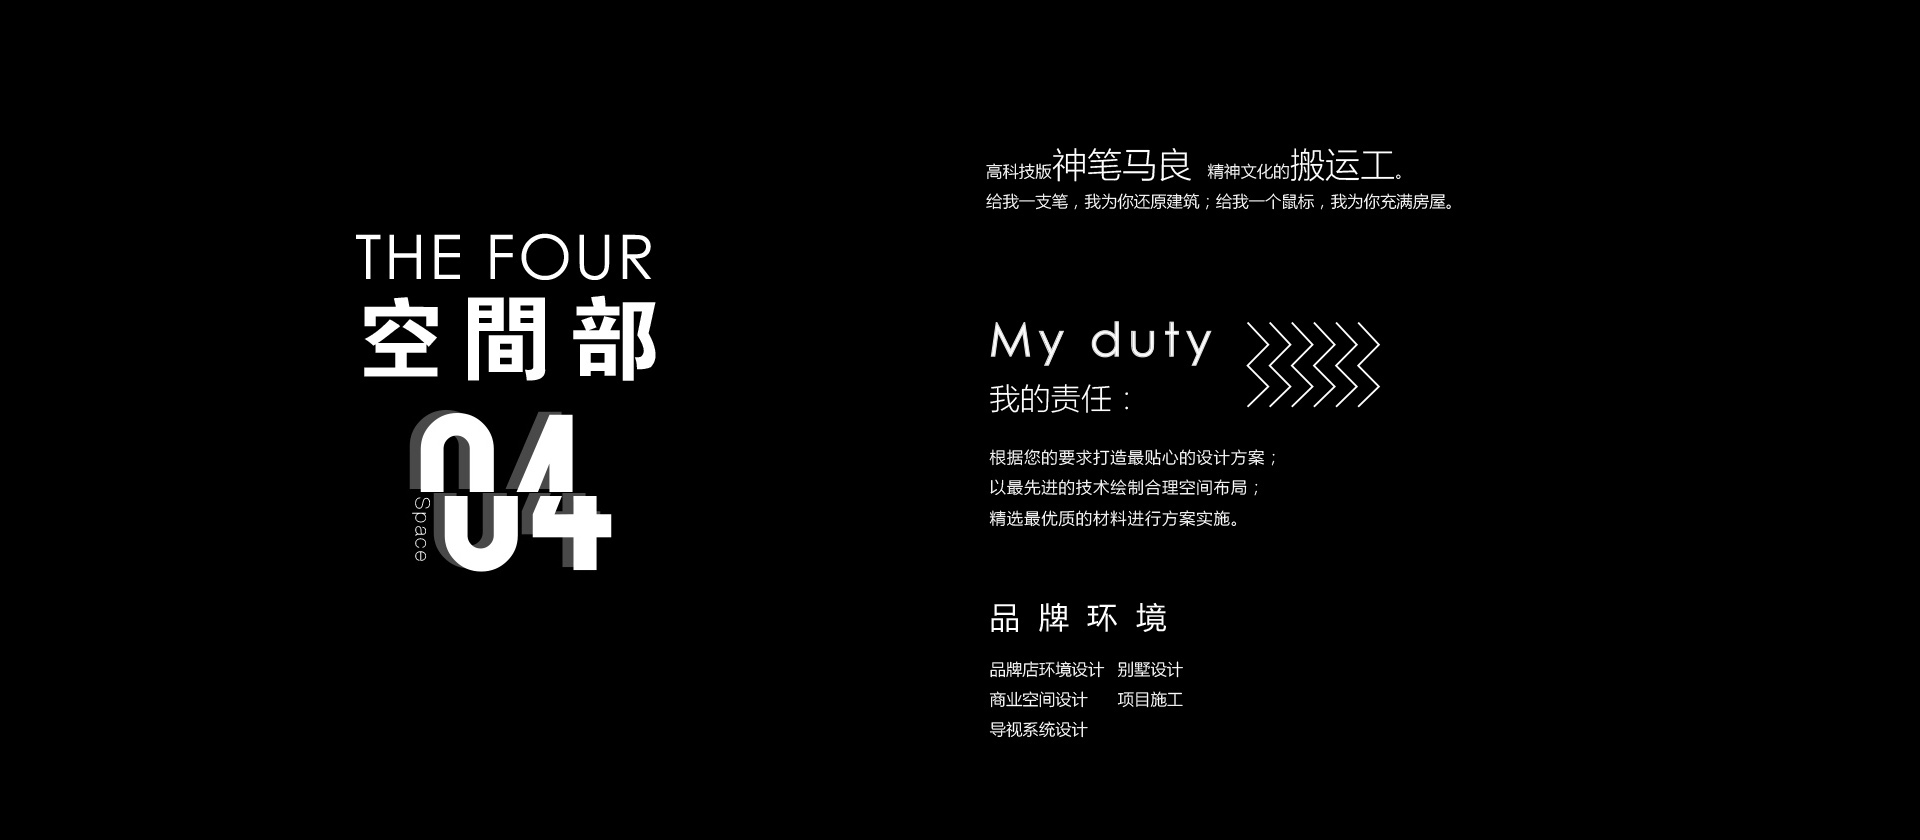 THE FOUR
空間部
04
Space
高科技版神笔马良 精神文化的搬运工。
给我一支笔，我为你还原建筑；给我一个鼠标，我为你充满房屋。
My duty
我的责任：
根据您的要求打造最贴心的设计方案；
以最先进的技术绘制合理空间布局；
精选最优质的材料进行方案实施。
品牌环境
品牌店环境设计 别墅设计
商业空间设计 项目施工
导视系统设计